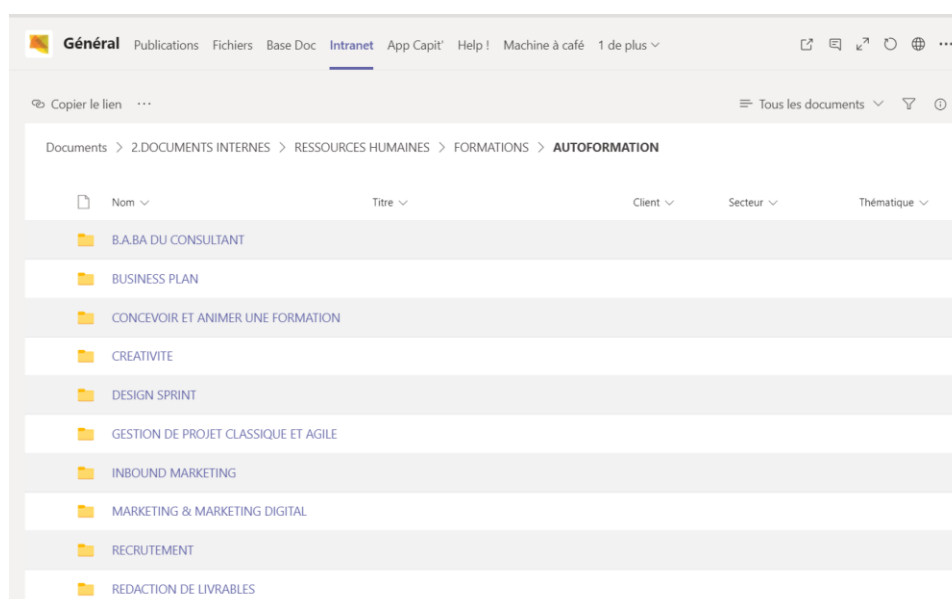 Général Publications Fichiers Base Doc Intranet App Capit' Help ! Machine à café 1 de plus
Copier le lien ··· Tous les documents
Documents > 2.DOCUMENTS INTERNES > RESSOURCES HUMAINES > FORMATIONS > AUTOFORMATION
Nom Titre Client Secteur Thématique
B.A.BA DU CONSULTANT
BUSINESS PLAN
CONCEVOIR ET ANIMER UNE FORMATION
CREATIVITE
DESIGN SPRINT
GESTION DE PROJET CLASSIQUE ET AGILE
INBOUND MARKETING
MARKETING & MARKETING DIGITAL
RECRUTEMENT
REDACTION DE LIVRABLES